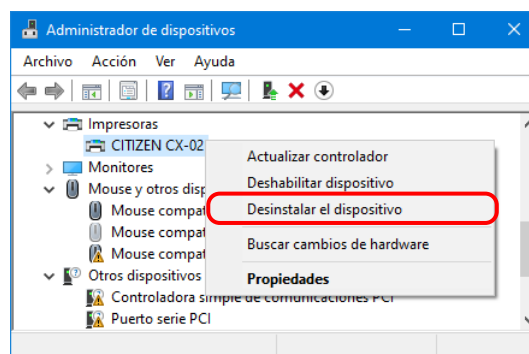 Administrador de dispositivos
Archivo Acción Ver Ayuda
Impresoras
CITIZEN CX-02
Monitores
Mouse y otros disp
Mouse compat
Mouse compat
Mouse compat
Otros dispositivos
Controladora simple de comunicaciones PCI
Puerto serie PCI
Actualizar controlador
Deshabilitar dispositivo
Desinstalar el dispositivo
Buscar cambios de hardware
Propiedades